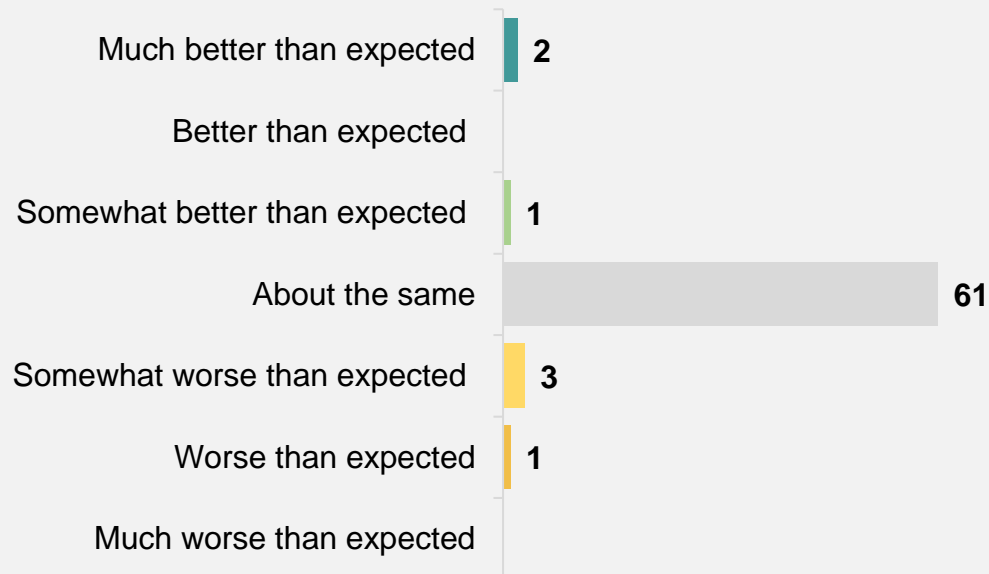 Much better than expected 2
Better than expected
Somewhat better than expected 1
About the same 61
Somewhat worse than expected 3
Worse than expected 1
Much worse than expected